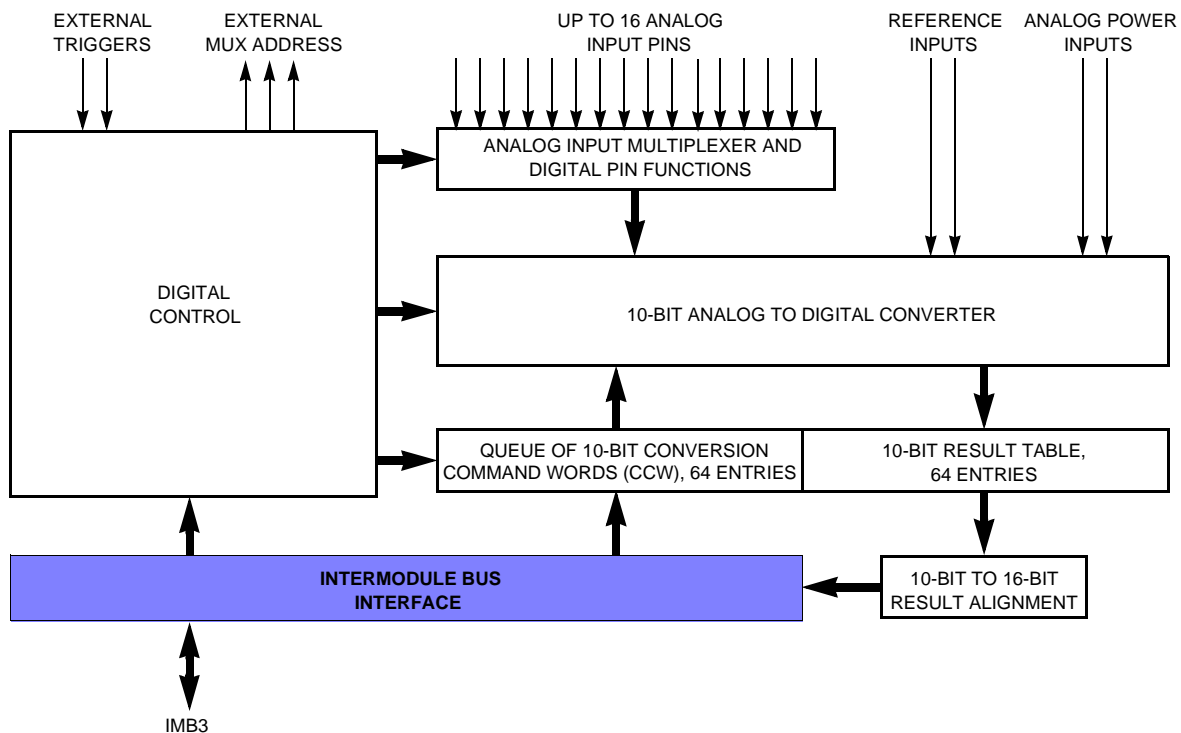 EXTERNAL
TRIGGERS
EXTERNAL
MUX ADDRESS
UP TO 16 ANALOG
INPUT PINS
REFERENCE
INPUTS
ANALOG POWER
INPUTS
ANALOG INPUT MULTIPLEXER AND
DIGITAL PIN FUNCTIONS
DIGITAL
CONTROL
10-BIT ANALOG TO DIGITAL CONVERTER
QUEUE OF 10-BIT CONVERSION
COMMAND WORDS (CCW), 64 ENTRIES
10-BIT RESULT TABLE,
64 ENTRIES
INTERMODULE BUS
INTERFACE
10-BIT TO 16-BIT
RESULT ALIGNMENT
IMB3